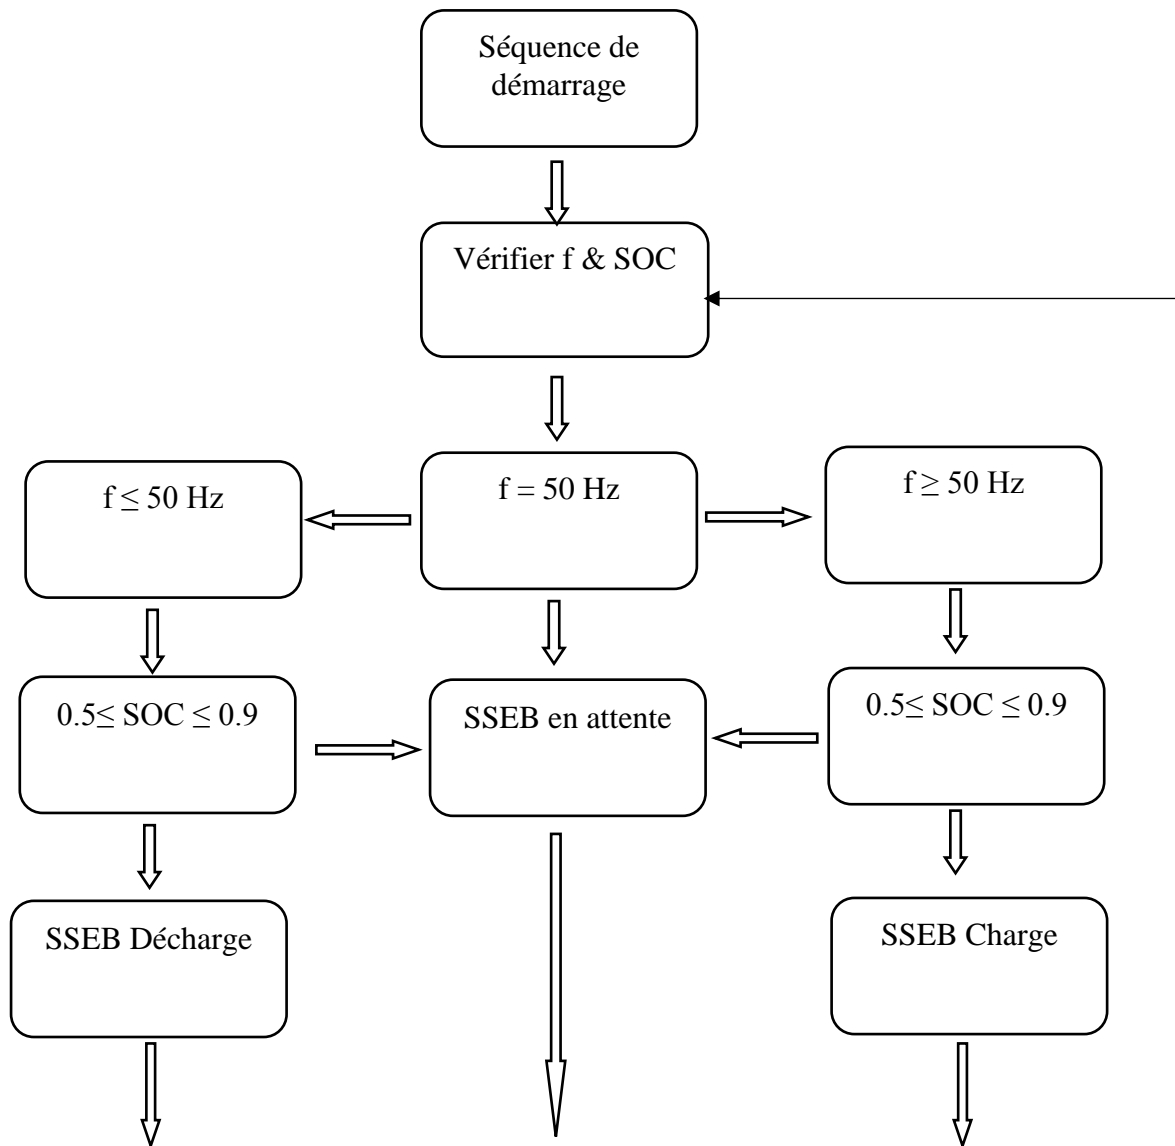 Séquence de
démarrage
Vérifier f & SOC
f ≤ 50 Hz
f = 50 Hz
f ≥ 50 Hz
0.5≤ SOC ≤ 0.9
SSEB en attente
0.5≤ SOC ≤ 0.9
SSEB Décharge
SSEB Charge